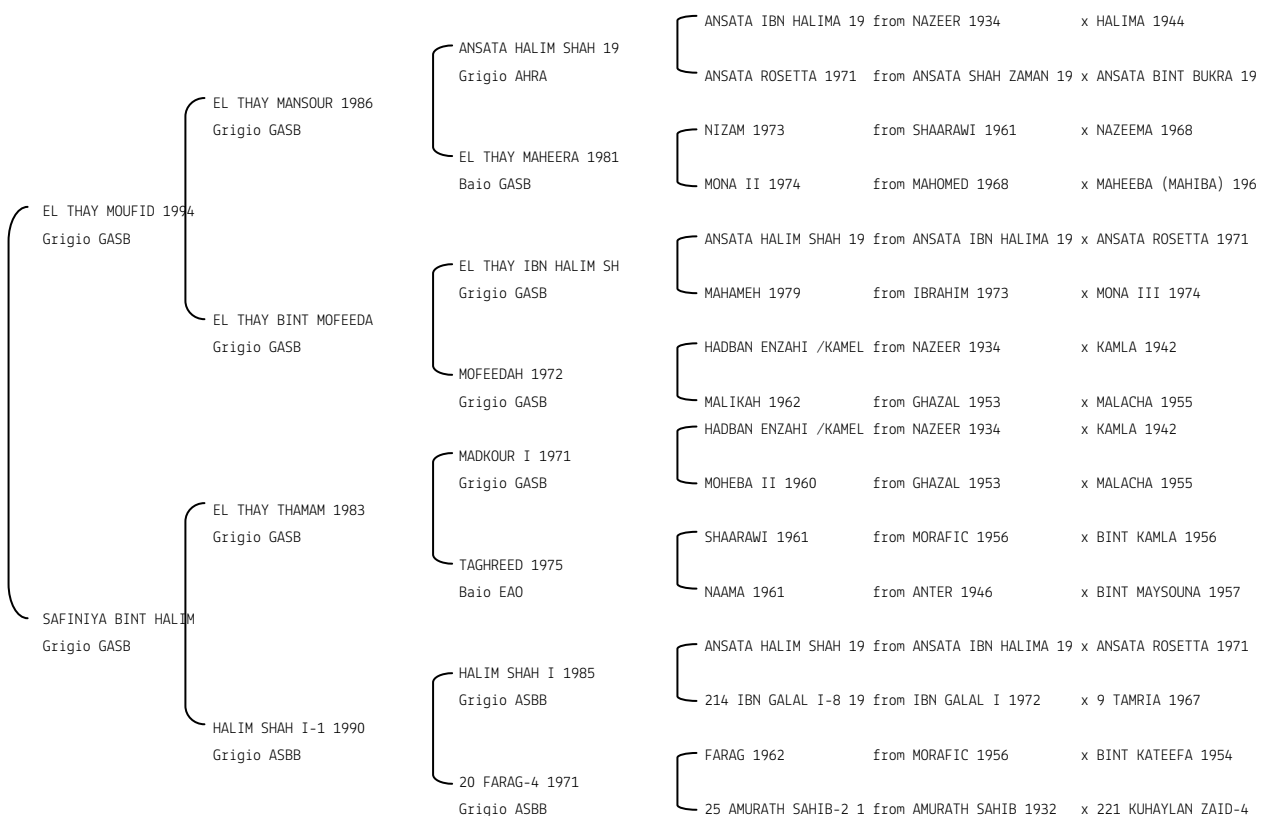 ANSATA IBN HALIMA 19 from NAZEER 1934 x HALIMA 1944
ANSATA HALIM SHAH 19
Grigio AHRA ANSATA ROSETTA 1971 from ANSATA SHAH ZAMAN 19 x ANSATA BINT BUKRA 19
EL THAY MANSOUR 1986
Grigio GASB NIZAM 1973 from SHAARAWI 1961 x NAZEEMA 1968
EL THAY MAHEERA 1981
Baio GASB MONA II 1974 from MAHOMED 1968 x MAHEEBA (MAHIBA) 196
EL THAY MOUFID 1994
Grigio GASB ANSATA HALIM SHAH 19 from ANSATA IBN HALIMA 19 x ANSATA ROSETTA 1971
EL THAY IBN HALIM SH
Grigio GASB MAHAMEH 1979 from IBRAHIM 1973 x MONA III 1974
EL THAY BINT MOFEEDA
Grigio GASB HADBAN ENZAHI /KAMEL from NAZEER 1934 x KAMLA 1942
MOFEEDAH 1972
Grigio GASB MALIKAH 1962 from GHAZAL 1953 x MALACHA 1955
HADBAN ENZAHI /KAMEL from NAZEER 1934 x KAMLA 1942
MADKOUR I 1971
Grigio GASB MOHEBA II 1960 from GHAZAL 1953 x MALACHA 1955
EL THAY THAMAM 1983
Grigio GASB SHAARAWI 1961 from MORAFIC 1956 x BINT KAMLA 1956
TAGHREED 1975
Baio EAO NAAMA 1961 from ANTER 1946 x BINT MAYSOUNA 1957
SAFINIYA BINT HALIM
Grigio GASB ANSATA HALIM SHAH 19 from ANSATA IBN HALIMA 19 x ANSATA ROSETTA 1971
HALIM SHAH I 1985
Grigio ASBB 214 IBN GALAL I-8 19 from IBN GALAL I 1972 x 9 TAMRIA 1967
HALIM SHAH I-1 1990
Grigio ASBB FARAG 1962 from MORAFIC 1956 x BINT KATEEFA 1954
20 FARAG-4 1971
Grigio ASBB 25 AMURATH SAHIB-2 1 from AMURATH SAHIB 1932 x 221 KUHAYLAN ZAID-4